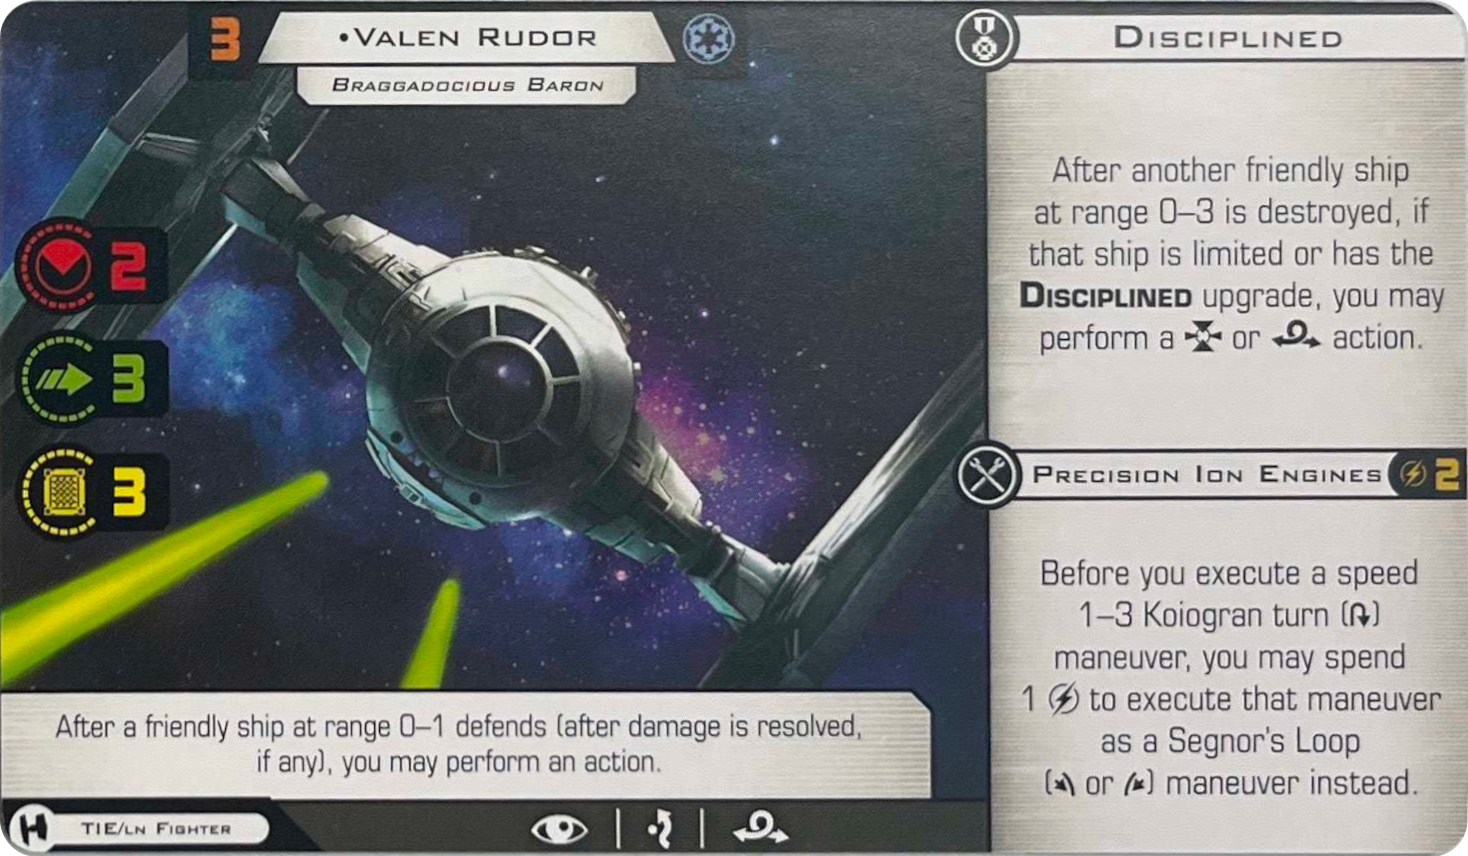 3
•Valen Rudor
Braggadocious Baron
2
3
3
After a friendly ship at range 0–1 defends (after damage is resolved,
if any), you may perform an action.
TIE/ln Fighter
Disciplined
After another friendly ship
at range 0–3 is destroyed, if
that ship is limited or has the
Disciplined upgrade, you may
perform a or action.
Precision Ion Engines 2
Before you execute a speed
1–3 Koiogran turn ()
maneuver, you may spend
1 to execute that maneuver
as a Segnor's Loop
( or ) maneuver instead.